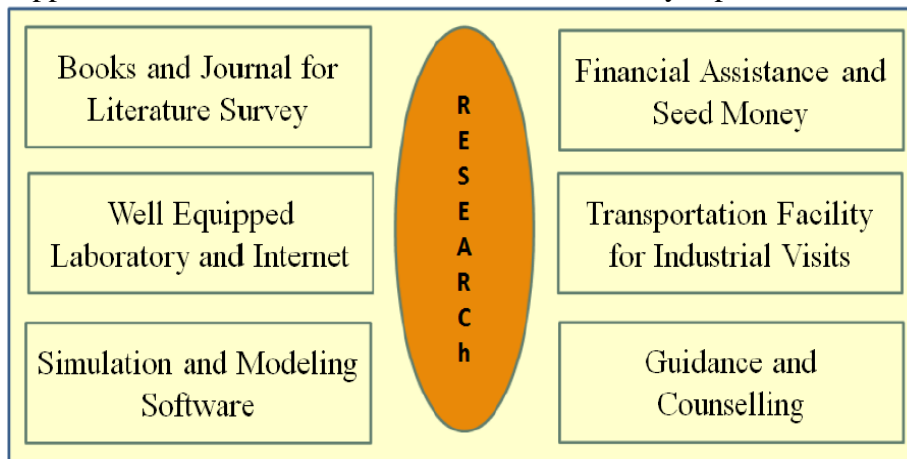 Books and Journal for
Literature Survey
Well Equipped
Laboratory and Internet
Simulation and Modeling
Software
RESEARCh
Financial Assistance and
Seed Money
Transportation Facility
for Industrial Visits
Guidance and
Counselling